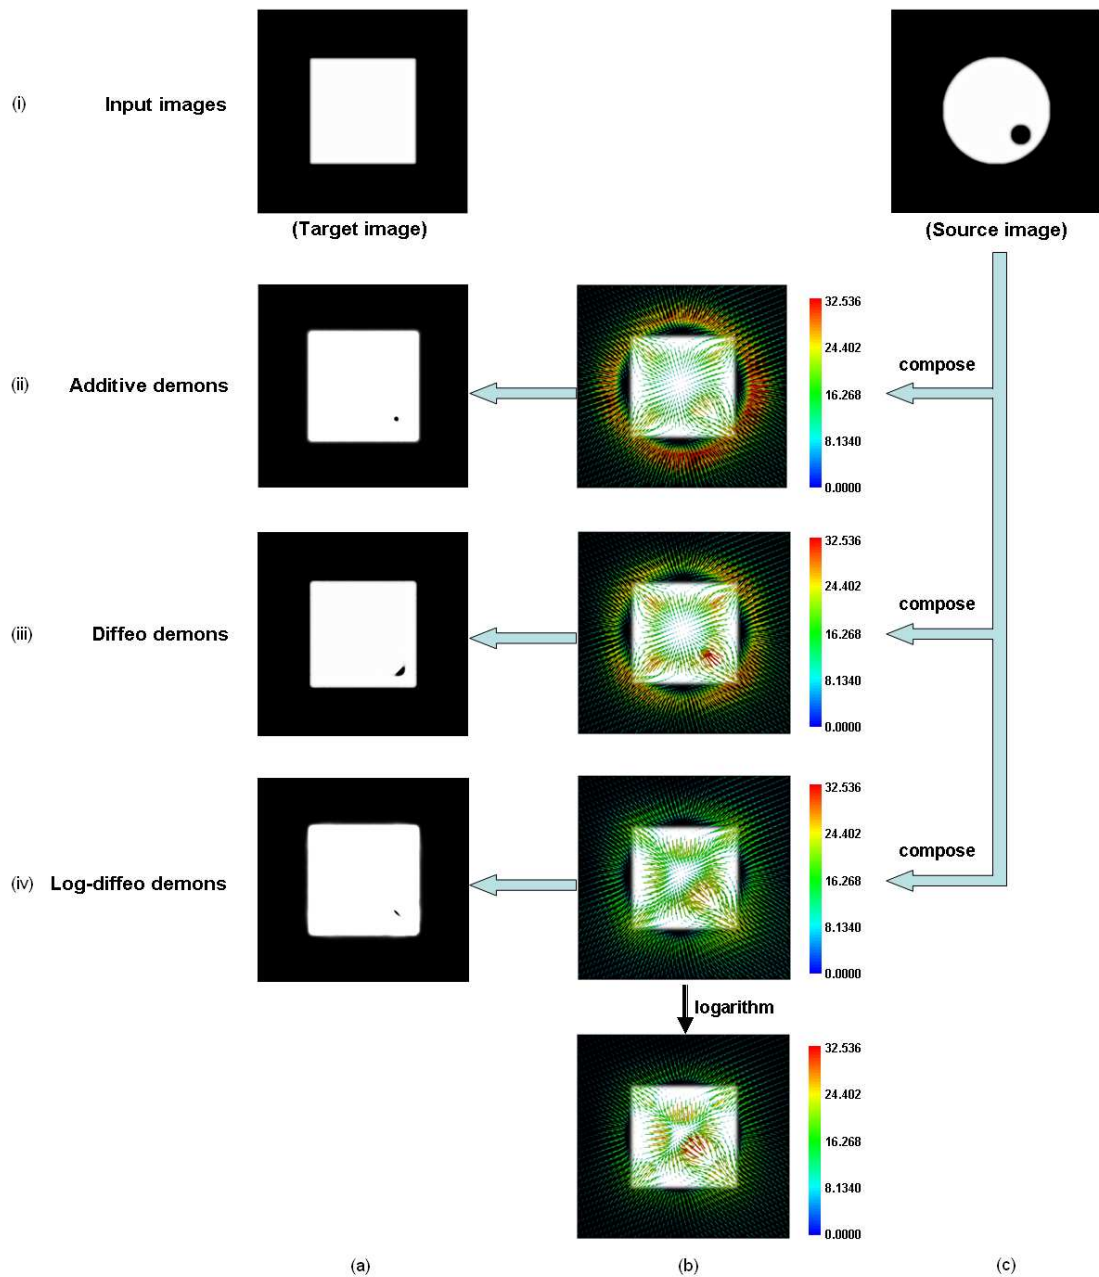 (i) Input images
(Target image)
(Source image)
32.536
24.402
(ii) Additive demons
16.268
compose
8.1340
0.0000
32.536
24.402
(iii) Diffeo demons
16.268
compose
8.1340
0.0000
32.536
24.402
compose
(iv) Log-diffeo demons
16.268
8.1340
0.0000
logarithm
32.536
24.402
16.268
8.1340
0.0000
(a) (b) (c)